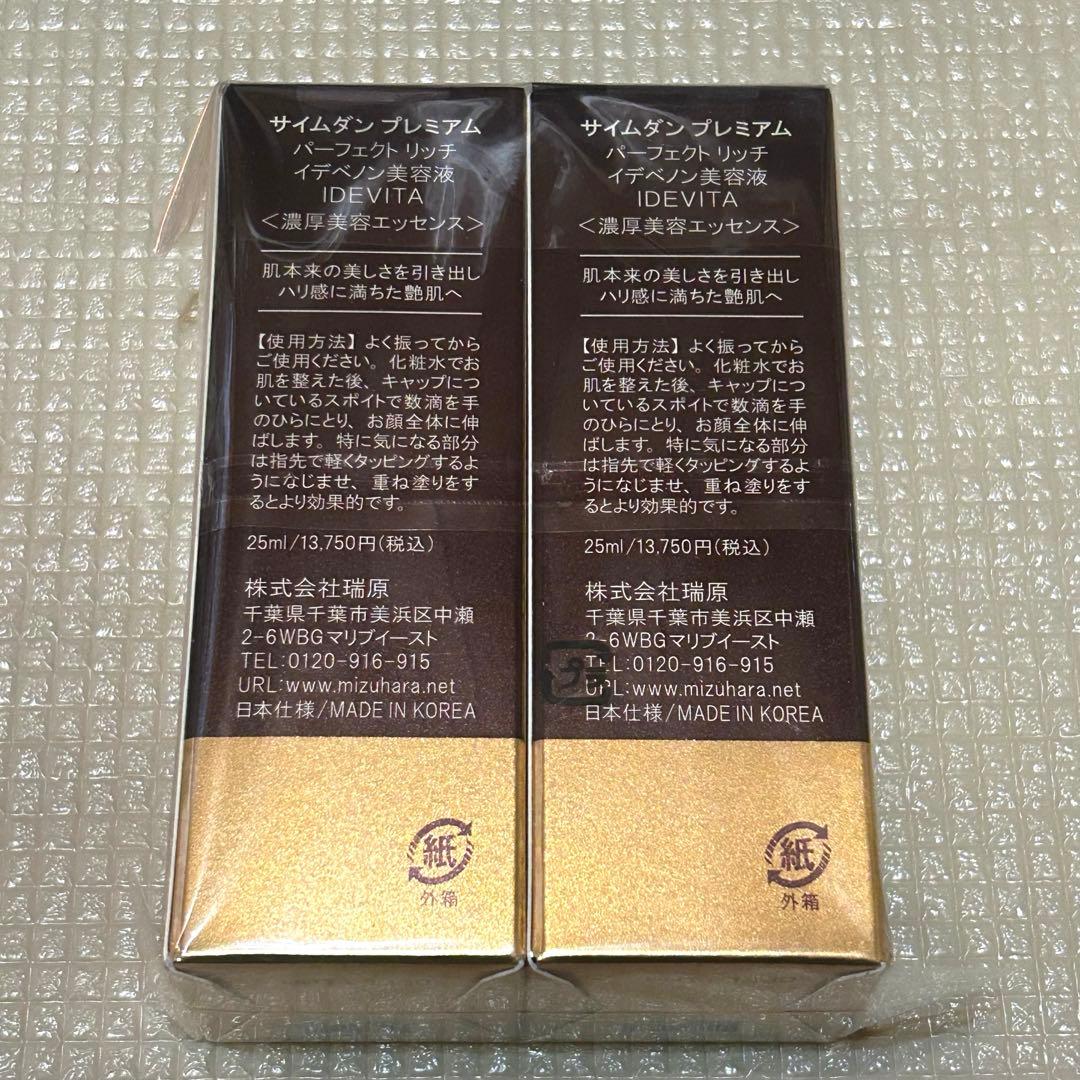 サイムダン プレミアム
パーフェクト リッチ
イデベノン美容液
IDEVITA
＜濃厚美容エッセンス＞
肌本来の美しさを引き出し
ハリ感に満ちた艶肌へ
【使用方法】よく振ってから
ご使用ください。化粧水でお
肌を整えた後、キャップにつ
いているスポイトで数滴を手
のひらにとり、お顔全体に伸
ばします。特に気になる部分
は指先で軽くタッピングするよ
うになじませ、重ね塗りをす
るとより効果的です。
25ml/13,750円(税込)
株式会社瑞原
千葉県千葉市美浜区中瀬
2-6WBGマリブイースト
TEL:0120-916-915
URL:www.mizuhara.net
日本仕様/MADE IN KOREA
紙
外箱
サイムダン プレミアム
パーフェクト リッチ
イデベノン美容液
IDEVITA
＜濃厚美容エッセンス＞
肌本来の美しさを引き出し
ハリ感に満ちた艶肌へ
【使用方法】よく振ってから
ご使用ください。化粧水でお
肌を整えた後、キャップにつ
いているスポイトで数滴を手
のひらにとり、お顔全体に伸
ばします。特に気になる部分
は指先で軽くタッピングするよ
うになじませ、重ね塗りをす
るとより効果的です。
25ml/13,750円(税込)
株式会社瑞原
千葉県千葉市美浜区中瀬
2-6WBGマリブイースト
TEL:0120-916-915
URL:www.mizuhara.net
日本仕様/MADE IN KOREA
プラ
紙
外箱